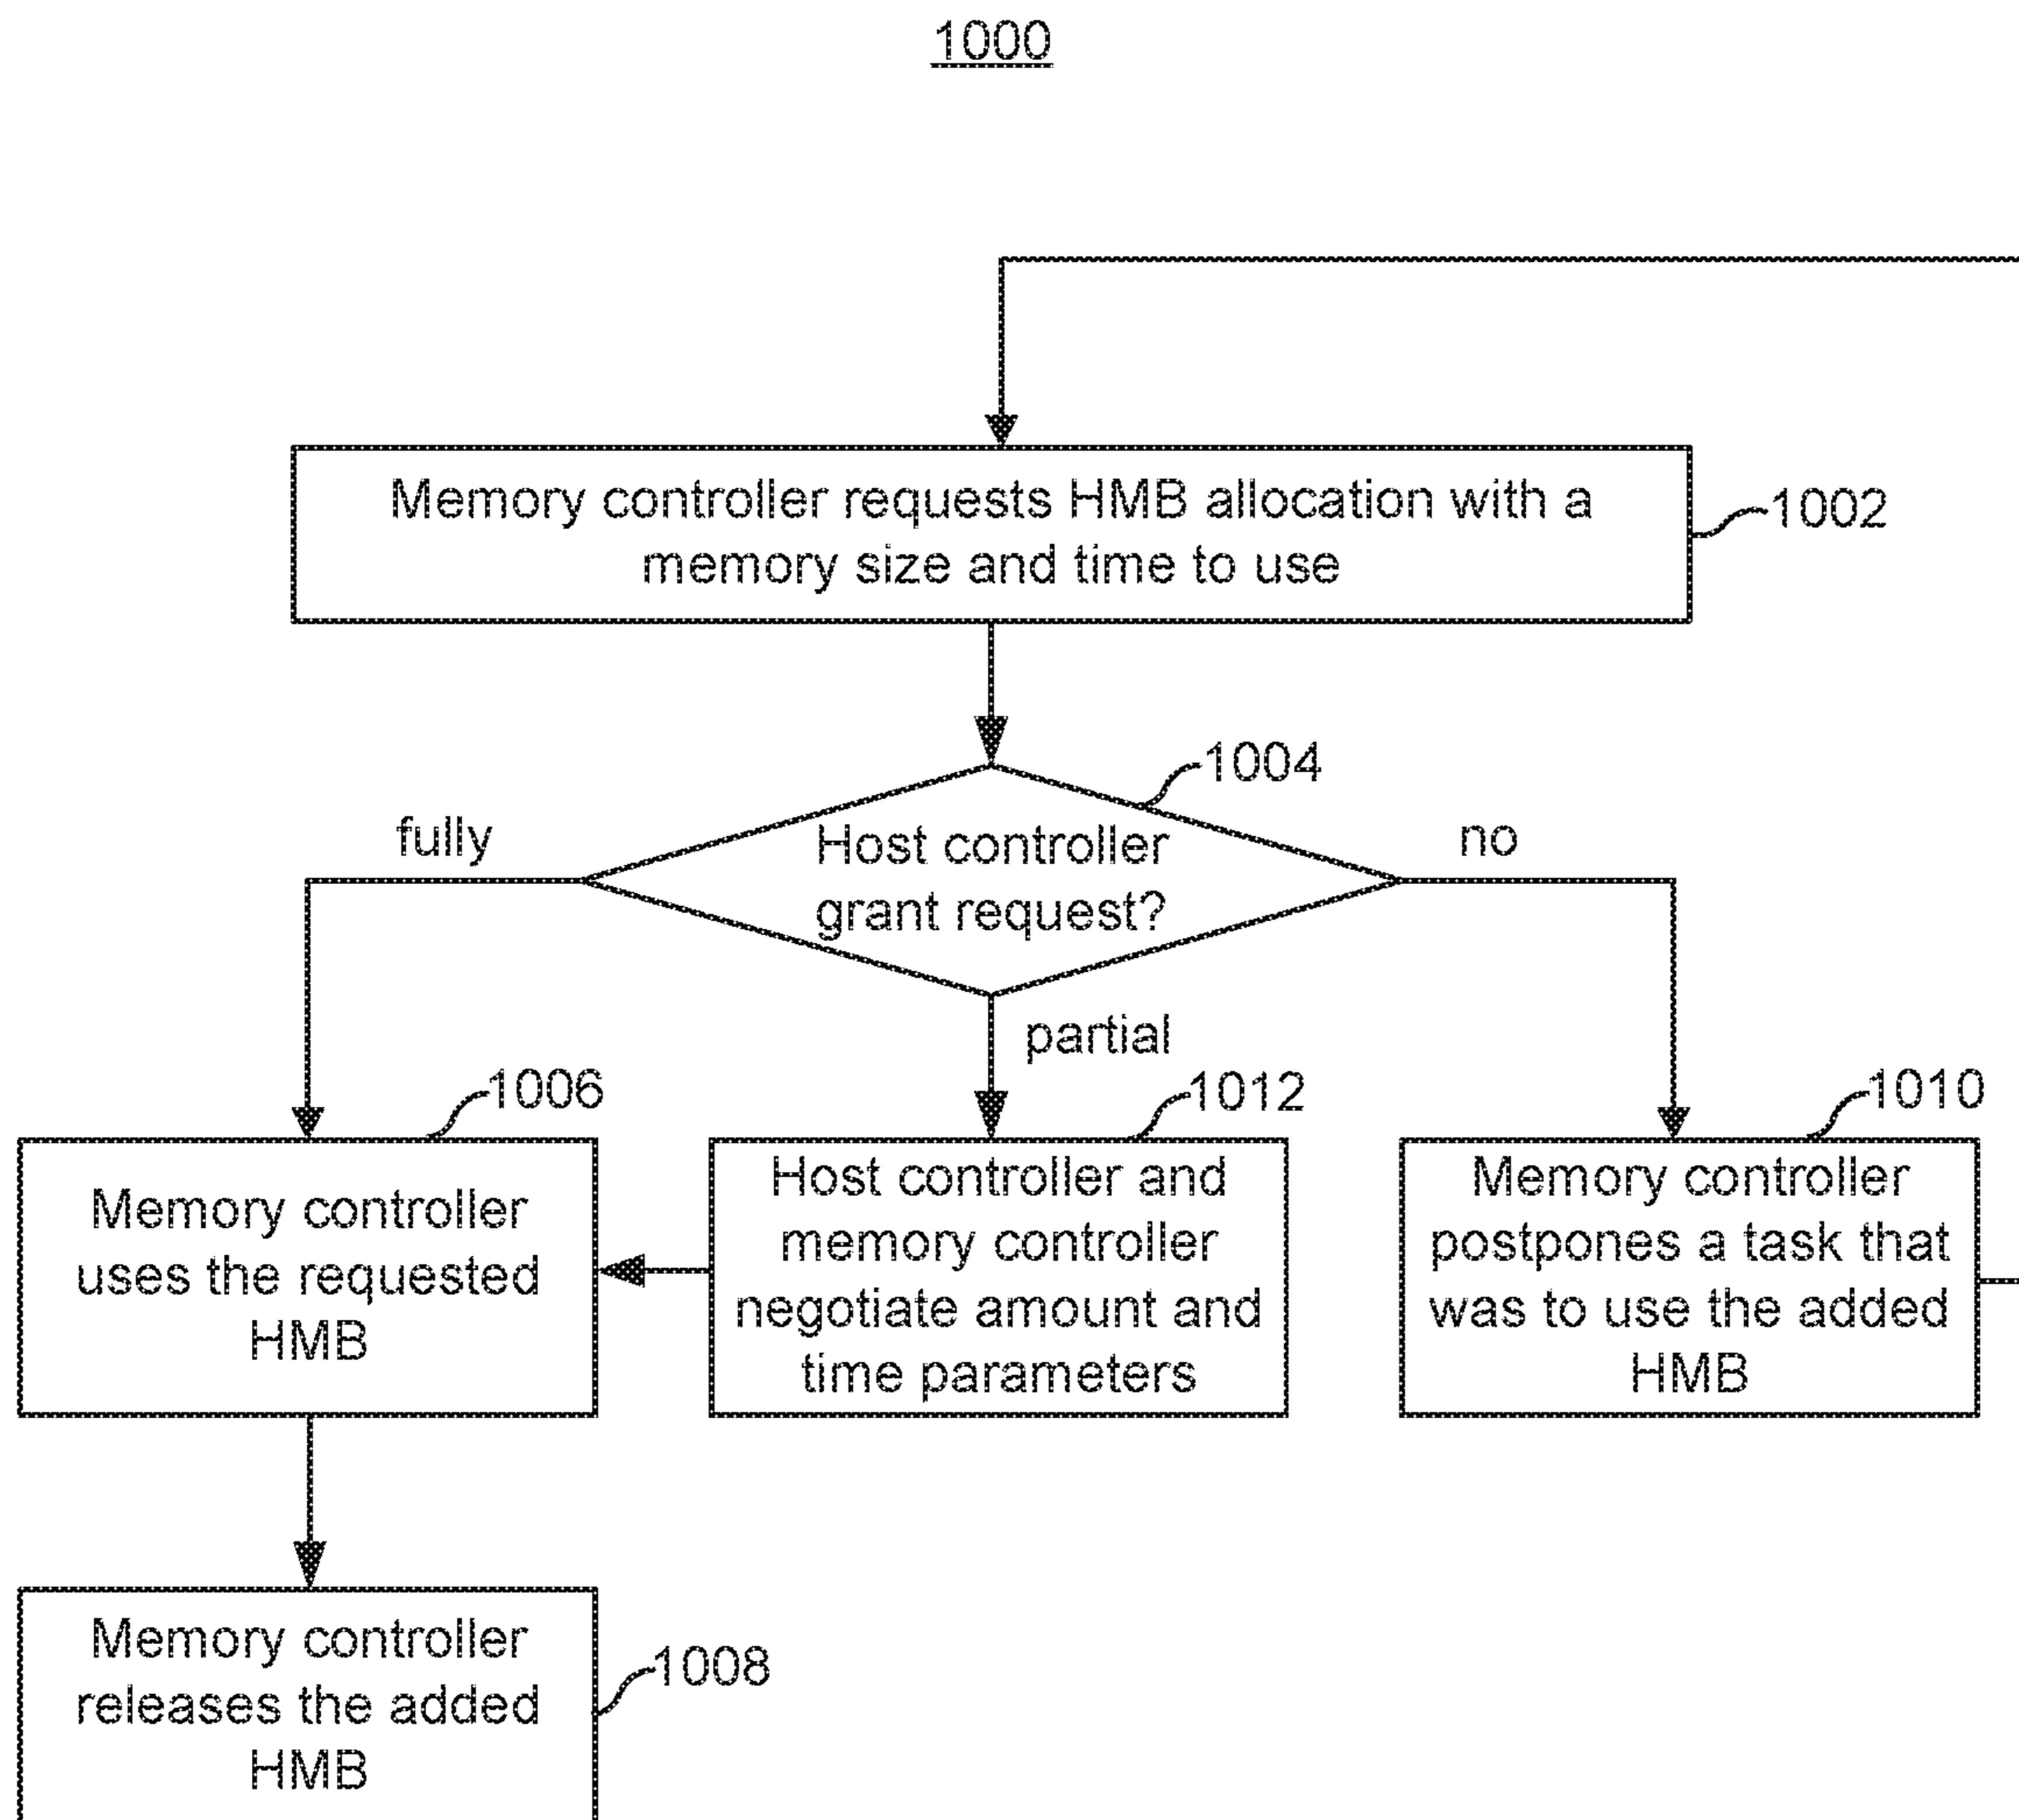 1000
Memory controller requests HMB allocation with a
memory size and time to use
1002
1004
Host controller
grant request?
fully
no
partial
1006
Memory controller
uses the requested
HMB
1012
Host controller and
memory controller
negotiate amount and
time parameters
1010
Memory controller
postpones a task that
was to use the added
HMB
Memory controller
releases the added
HMB
1008